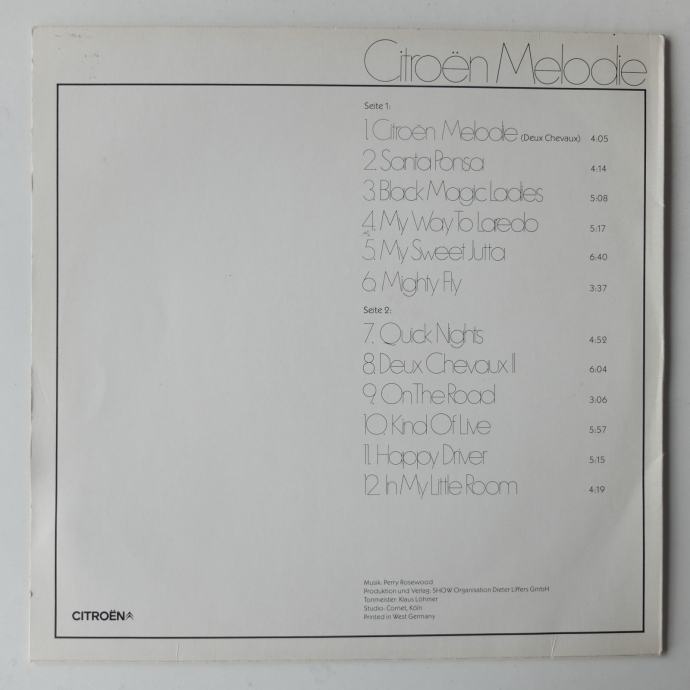 Citroën Melodie
Seite 1:
1. Citroën Melodie (Deux Chevaux) 4:05
2. Santa Ponsa 4:14
3. Black Magic Ladies 5:08
4. My Way To Laredo 5:17
5. My Sweet Jutta 6:40
6. Mighty Fly 3:37
Seite 2:
7. Quick Nights 4:52
8. Deux Chevaux II 6:04
9. On The Road 3:06
10. Kind Of Live 5:57
11. Happy Driver 5:15
12. In My Little Room 4:19
Musik: Perry Rosewood
Produktion und Verlag: SHOW Organisation Dieter Liffers GmbH
Tonmeister: Klaus Löhmer
Studio: Cornet, Köln
Printed in West Germany
CITROËN